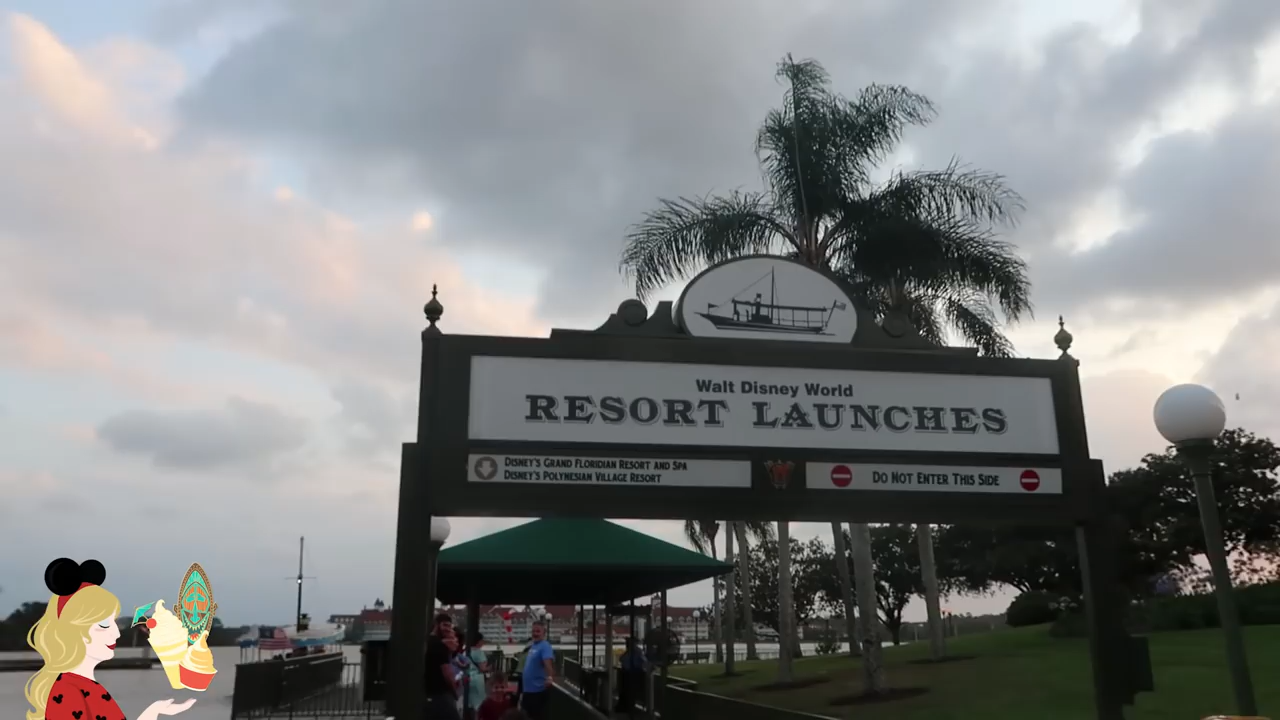 Walt Disney World
RESORT LAUNCHES
DISNEY'S GRAND FLORIDIAN RESORT AND SPA
DISNEY'S POLYNESIAN VILLAGE RESORT
DO NOT ENTER THIS SIDE